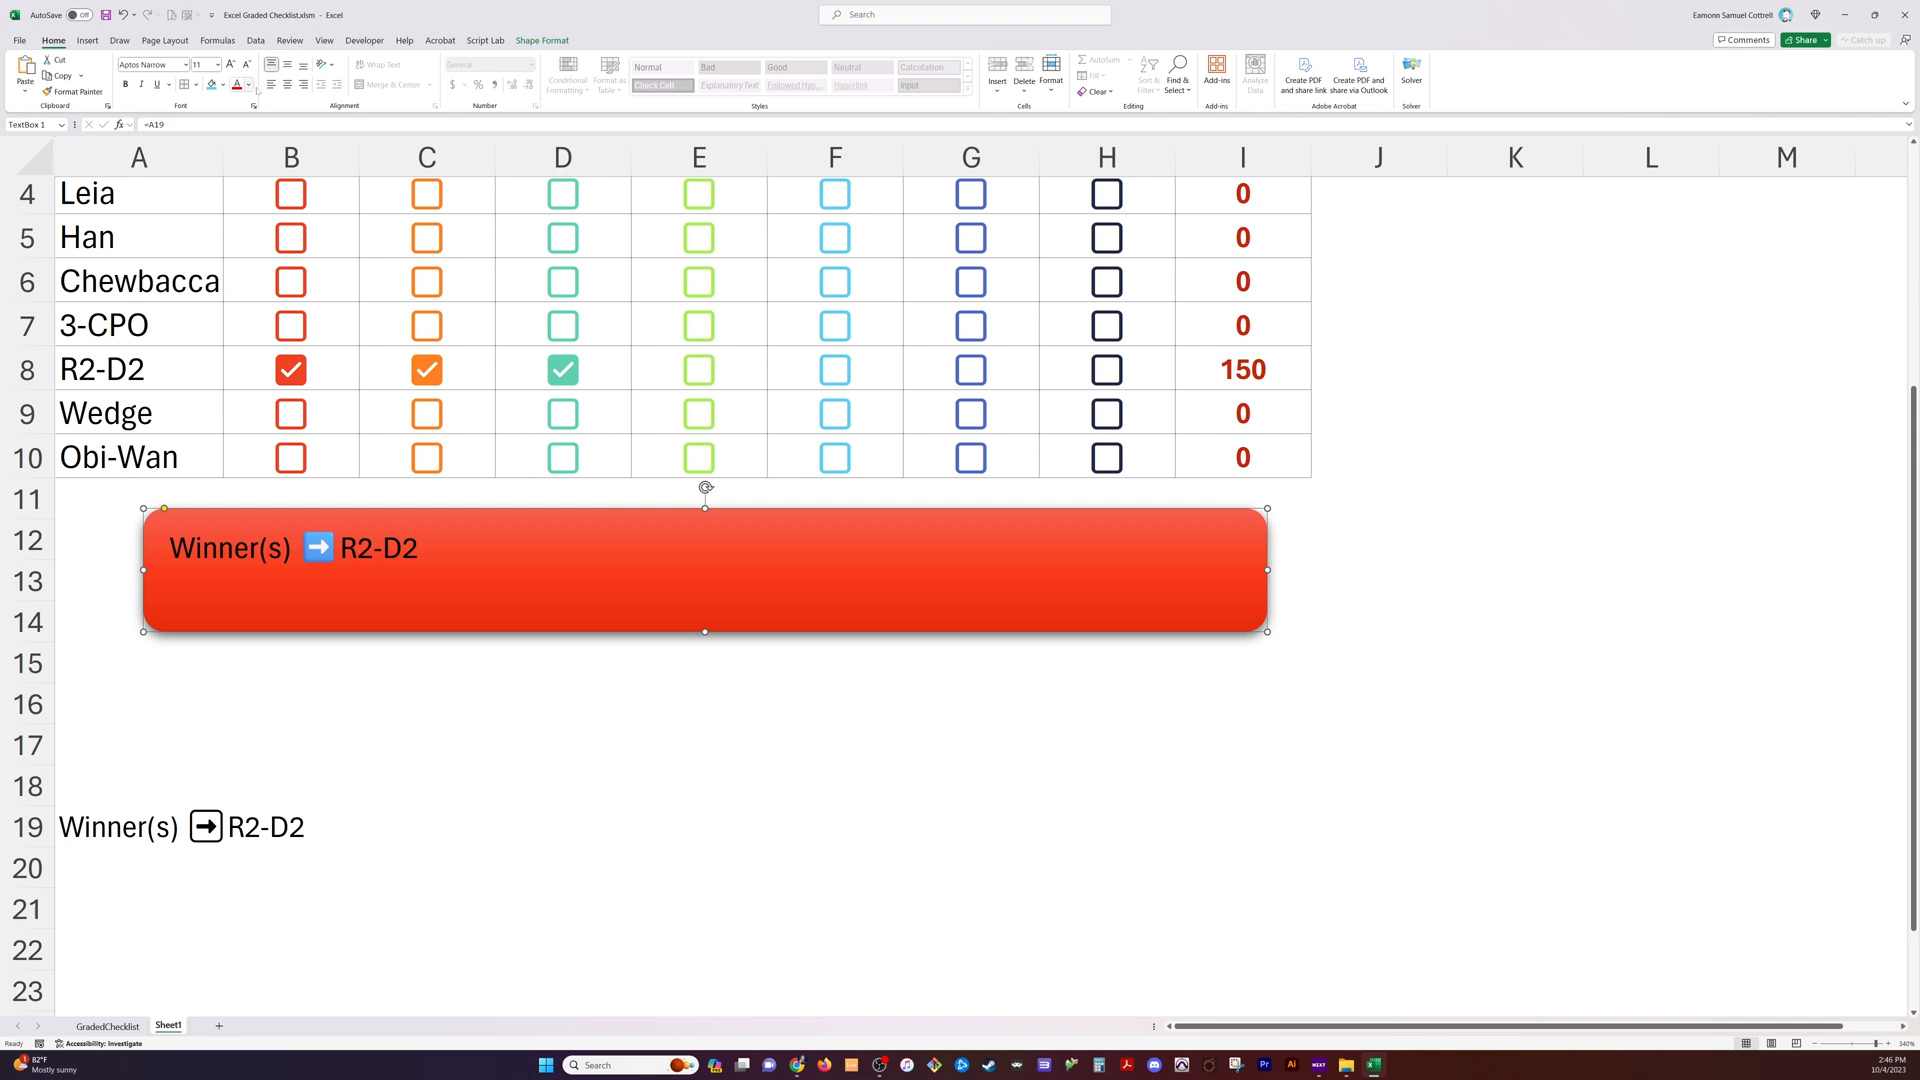 AutoSave Off Excel Graded Checklist.xlsm - Excel Search Eamonn Samuel Cottrell
File Home Insert Draw Page Layout Formulas Data Review View Developer Help Acrobat Script Lab Shape Format Comments Share Catch up
Paste Cut Copy Format Painter Clipboard
Aptos Narrow 11 B I U A Font
Wrap Text Merge & Center Alignment
General $ % , Number
Conditional Formatting Format as Table
Normal Bad Good Neutral Calculation
Check Cell Explanatory Text Followed Hyp... Hyperlink Input
Styles
Insert Delete Format Cells
AutoSum Fill Clear Sort & Filter Find & Select Editing
Add-ins Add-ins
Analyze Data
Create PDF and share link Create PDF and share via Outlook Adobe Acrobat
Solver Solver
TextBox 1 fx =A19
A B C D E F G H I J K L M
4 Leia 0
5 Han 0
6 Chewbacca 0
7 3-CPO 0
8 R2-D2 150
9 Wedge 0
10 Obi-Wan 0
11
12 Winner(s) ➡️ R2-D2
13
14
15
16
17
18
19 Winner(s) ➡ R2-D2
20
21
22
23
GradedChecklist Sheet1 +
Ready Accessibility: Investigate 340%
1 82°F
Mostly sunny
Search
Pr Ai NEXT
2:46 PM
10/4/2023